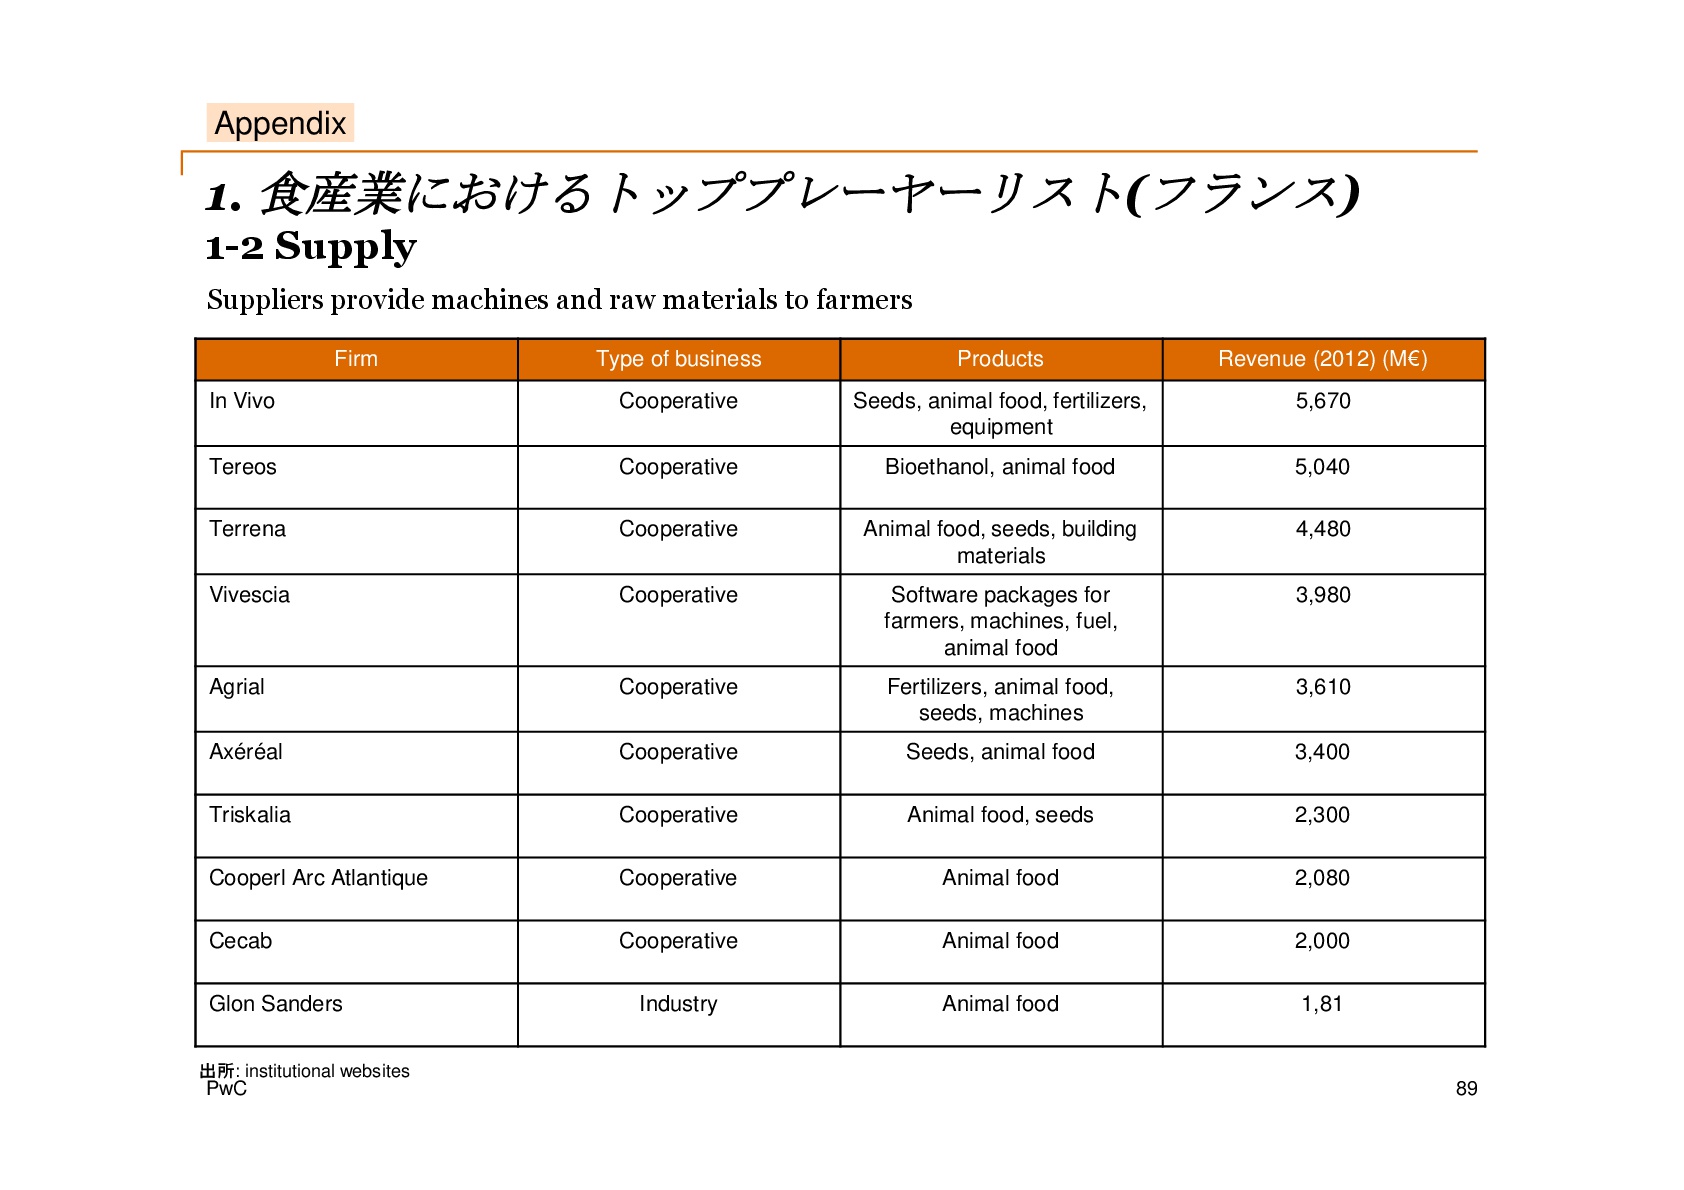 Appendix
1. 食産業におけるトッププレーヤーリスト(フランス)
1-2 Supply
Suppliers provide machines and raw materials to farmers
Firm Type of business Products Revenue (2012) (M€)
In Vivo Cooperative Seeds, animal food, fertilizers, 5,670
equipment
Tereos Cooperative Bioethanol, animal food 5,040
Terrena Cooperative Animal food, seeds, building 4,480
materials
Vivescia Cooperative Software packages for 3,980
farmers, machines, fuel,
animal food
Agrial Cooperative Fertilizers, animal food, 3,610
seeds, machines
Axéréal Cooperative Seeds, animal food 3,400
Triskalia Cooperative Animal food, seeds 2,300
Cooperl Arc Atlantique Cooperative Animal food 2,080
Cecab Cooperative Animal food 2,000
Glon Sanders Industry Animal food 1,81
出所: institutional websites
PwC 89